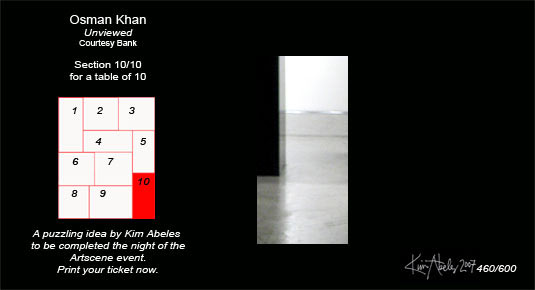 Osman Khan
Unviewed
Courtesy Bank
Section 10/10
for a table of 10
1 2 3
4 5
6 7
10
8 9
A puzzling idea by Kim Abeles
to be completed the night of the
Artscene event.
Print your ticket now.
Kim Abeles 2007 460/600